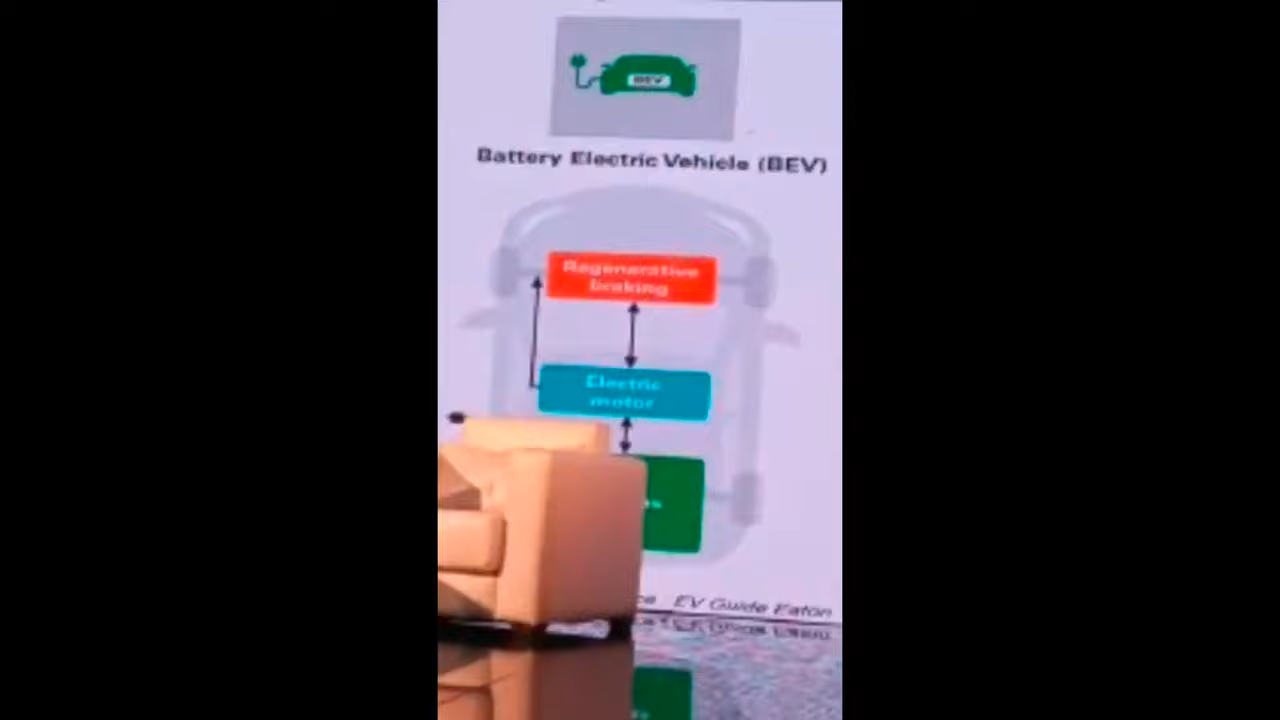 BEV
Battery Electric Vehicle (BEV)
Regenerative
braking
Electric
motor
EV Guide Eaton